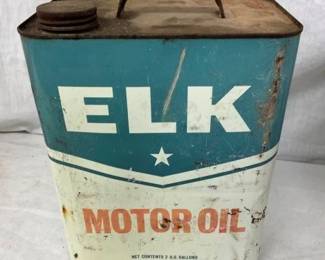 ELK
MOTOR OIL
NET CONTENTS 2 U.S. GALLONS